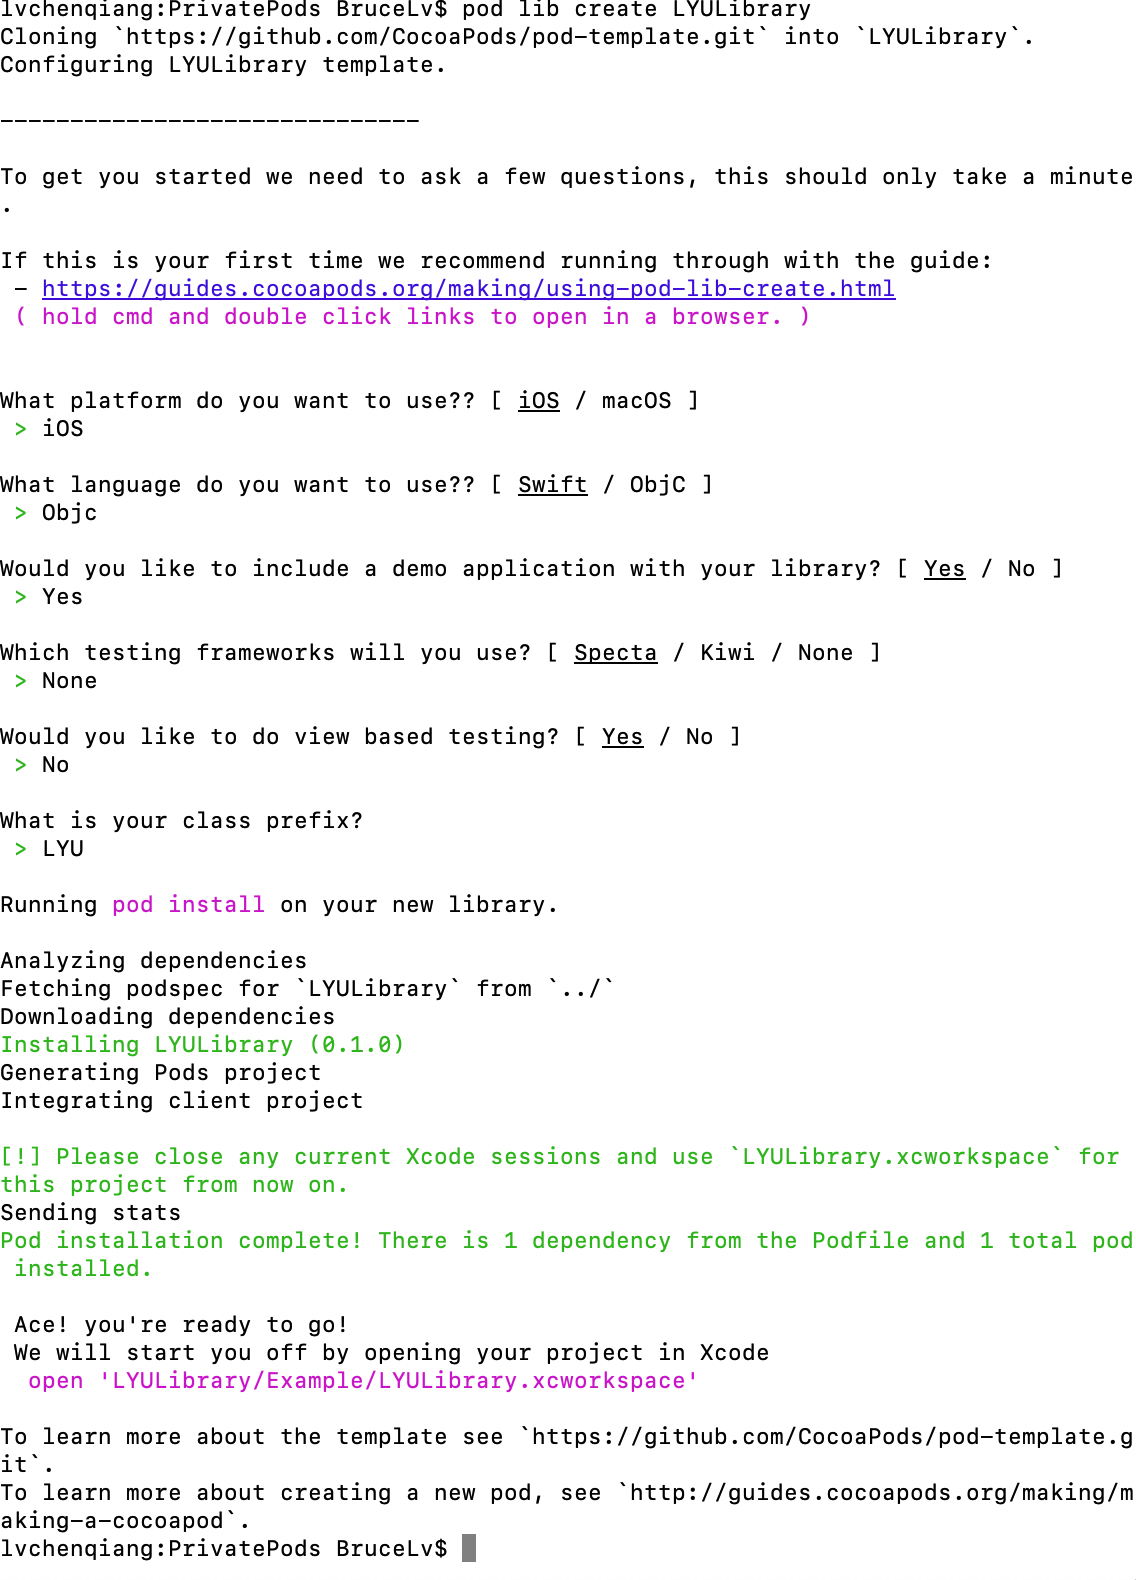 lvchenqiang:PrivatePods BruceLv$ pod lib create LYULibrary
Cloning `https://github.com/CocoaPods/pod-template.git` into `LYULibrary`.
Configuring LYULibrary template.
------------------------------
To get you started we need to ask a few questions, this should only take a minute
.
If this is your first time we recommend running through with the guide:
 - https://guides.cocoapods.org/making/using-pod-lib-create.html
 ( hold cmd and double click links to open in a browser. )
What platform do you want to use?? [ iOS / macOS ]
 > iOS
What language do you want to use?? [ Swift / ObjC ]
 > Objc
Would you like to include a demo application with your library? [ Yes / No ]
 > Yes
Which testing frameworks will you use? [ Specta / Kiwi / None ]
 > None
Would you like to do view based testing? [ Yes / No ]
 > No
What is your class prefix?
 > LYU
Running pod install on your new library.
Analyzing dependencies
Fetching podspec for `LYULibrary` from `../`
Downloading dependencies
Installing LYULibrary (0.1.0)
Generating Pods project
Integrating client project
[!] Please close any current Xcode sessions and use `LYULibrary.xcworkspace` for
this project from now on.
Sending stats
Pod installation complete! There is 1 dependency from the Podfile and 1 total pod
 installed.
 Ace! you're ready to go!
 We will start you off by opening your project in Xcode
  open 'LYULibrary/Example/LYULibrary.xcworkspace'
To learn more about the template see `https://github.com/CocoaPods/pod-template.g
it`.
To learn more about creating a new pod, see `http://guides.cocoapods.org/making/m
aking-a-cocoapod`.
lvchenqiang:PrivatePods BruceLv$